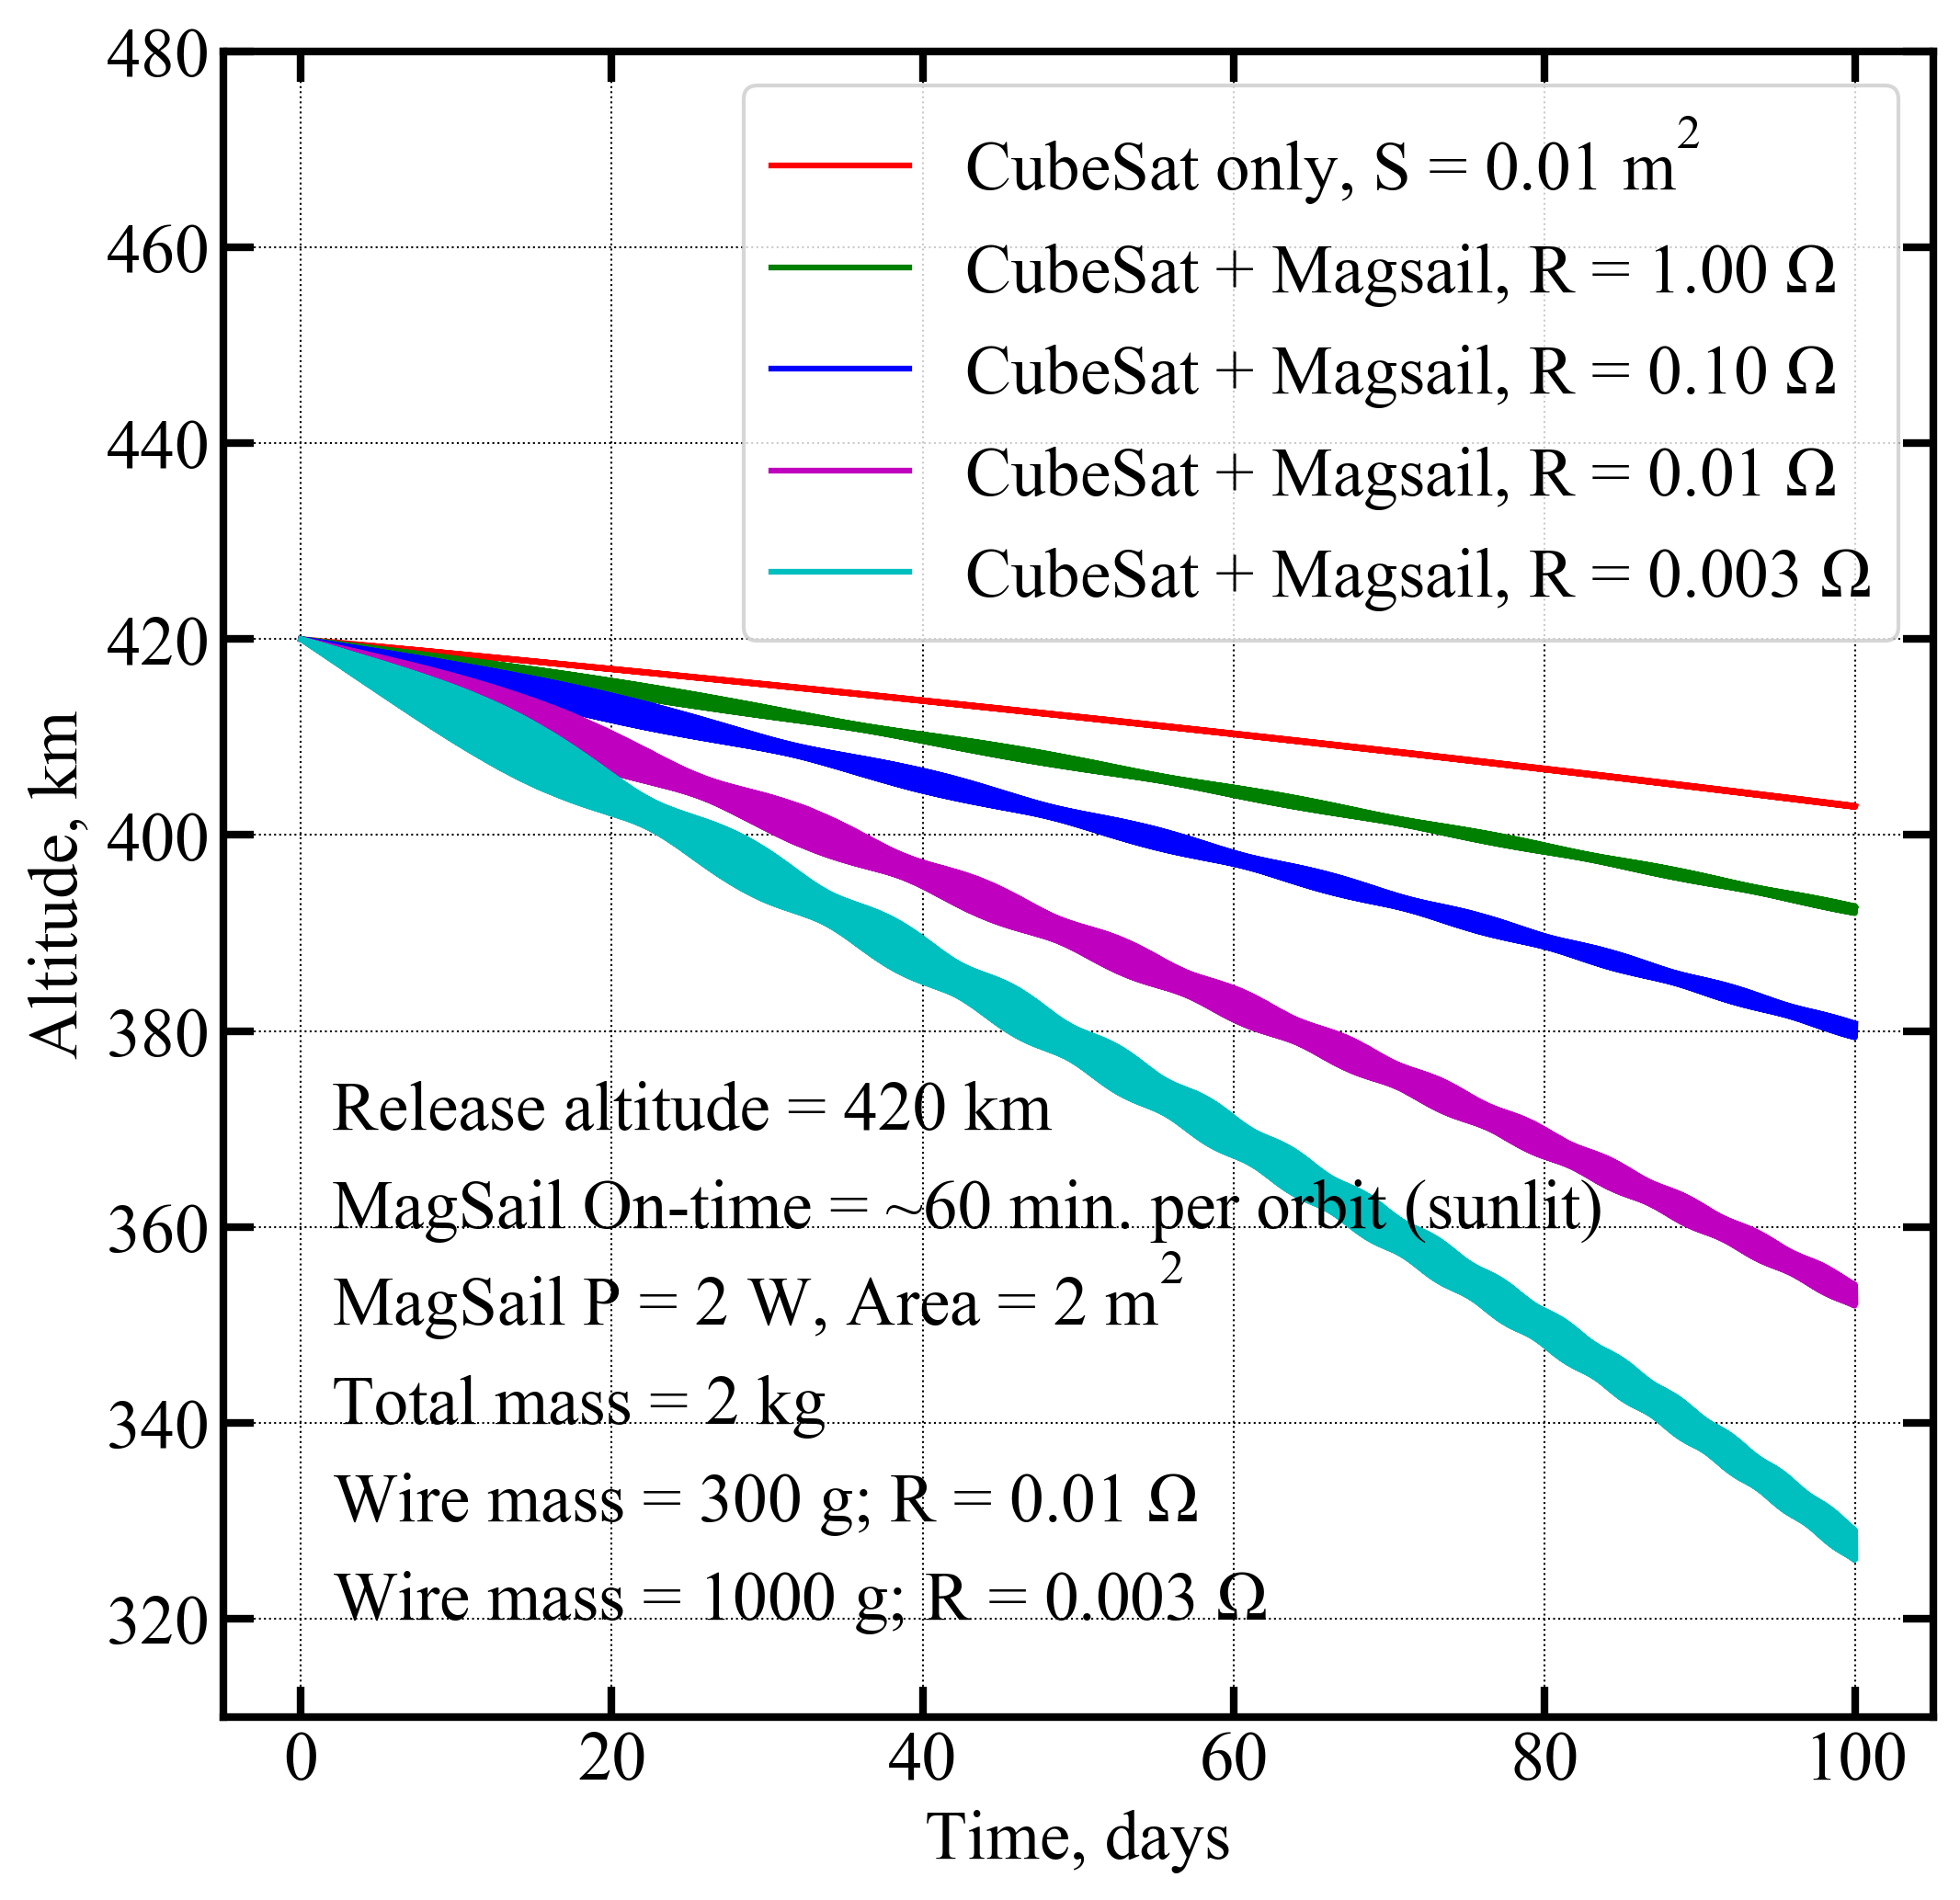 480
460
440
420
400
380
360
340
320
Altitude, km
CubeSat only, S = 0.01 m²
CubeSat + Magsail, R = 1.00 Ω
CubeSat + Magsail, R = 0.10 Ω
CubeSat + Magsail, R = 0.01 Ω
CubeSat + Magsail, R = 0.003 Ω
Release altitude = 420 km
MagSail On-time = ~60 min. per orbit (sunlit)
MagSail P = 2 W, Area = 2 m²
Total mass = 2 kg
Wire mass = 300 g; R = 0.01 Ω
Wire mass = 1000 g; R = 0.003 Ω
0 20 40 60 80 100
Time, days